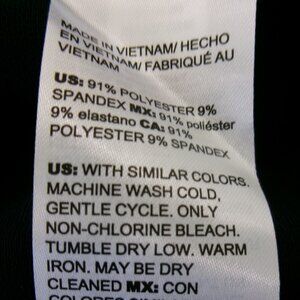 MADE IN VIETNAM/ HECHO
EN VIETNAM/ FABRIQUÉ AU
VIETNAM
US: 91% POLYESTER 9%
SPANDEX MX: 91% poliéster
9% elastano CA: 91%
POLYESTER 9% SPANDEX
US: WITH SIMILAR COLORS.
MACHINE WASH COLD,
GENTLE CYCLE. ONLY
NON-CHLORINE BLEACH.
TUMBLE DRY LOW. WARM
IRON. MAY BE DRY
CLEANED MX: CON